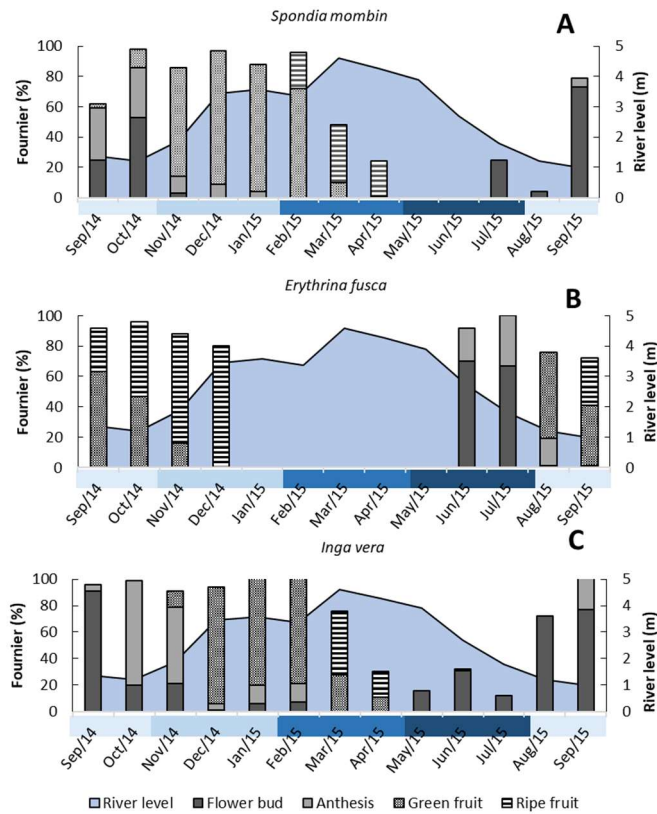 Spondia mombin
A
100
80
60
40
20
0
Fournier (%)
5
4
3
2
1
0
River level (m)
Sep/14 Oct/14 Nov/14 Dec/14 Jan/15 Feb/15 Mar/15 Apr/15 May/15 Jun/15 Jul/15 Aug/15 Sep/15
Erythrina fusca
B
100
80
60
40
20
0
Fournier (%)
5
4
3
2
1
0
River level (m)
Sep/14 Oct/14 Nov/14 Dec/14 Jan/15 Feb/15 Mar/15 Apr/15 May/15 Jun/15 Jul/15 Aug/15 Sep/15
Inga vera
C
100
80
60
40
20
0
Fournier (%)
5
4
3
2
1
0
River level (m)
Sep/14 Oct/14 Nov/14 Dec/14 Jan/15 Feb/15 Mar/15 Apr/15 May/15 Jun/15 Jul/15 Aug/15 Sep/15
River level Flower bud Anthesis Green fruit Ripe fruit